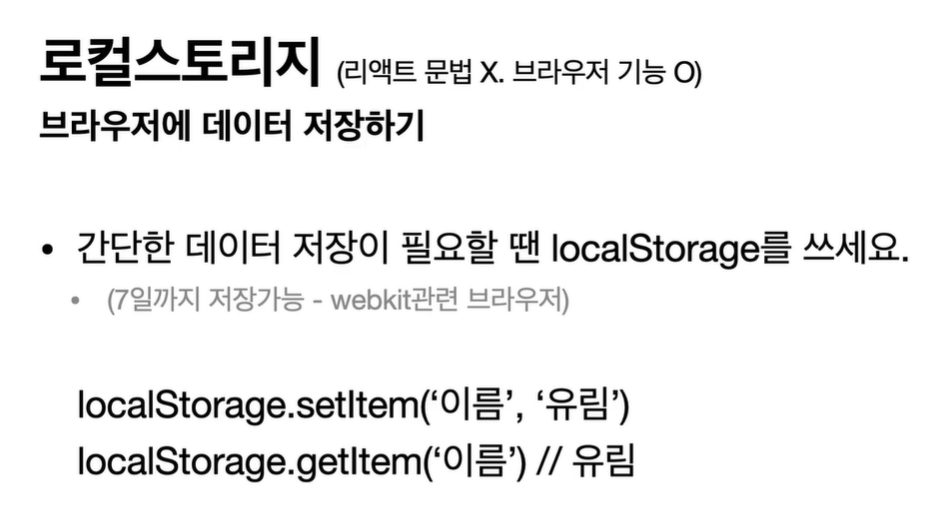 로컬스토리지 (리액트 문법 X. 브라우저 기능 O)
브라우저에 데이터 저장하기
• 간단한 데이터 저장이 필요할 땐 localStorage를 쓰세요.
• (7일까지 저장가능 - webkit관련 브라우저)
localStorage.setItem(‘이름’, ‘유림’)
localStorage.getItem(‘이름’) // 유림